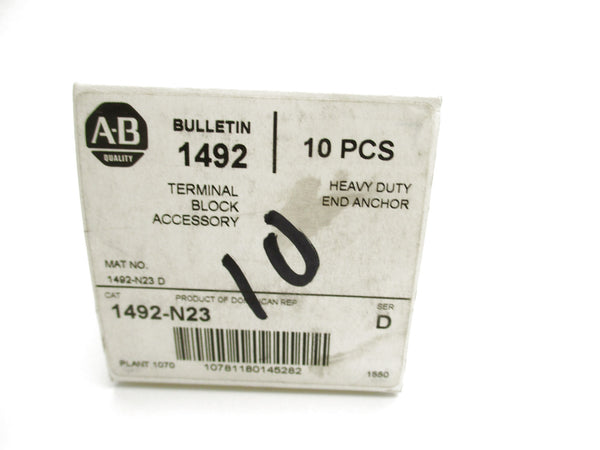 A-B
QUALITY
BULLETIN
1492
10 PCS
TERMINAL
BLOCK
ACCESSORY
HEAVY DUTY
END ANCHOR
10
MAT NO.
1492-N23 D
CAT
PRODUCT OF DOMINICAN REP
SER
1492-N23
D
PLANT 1070
10781180145282
1550